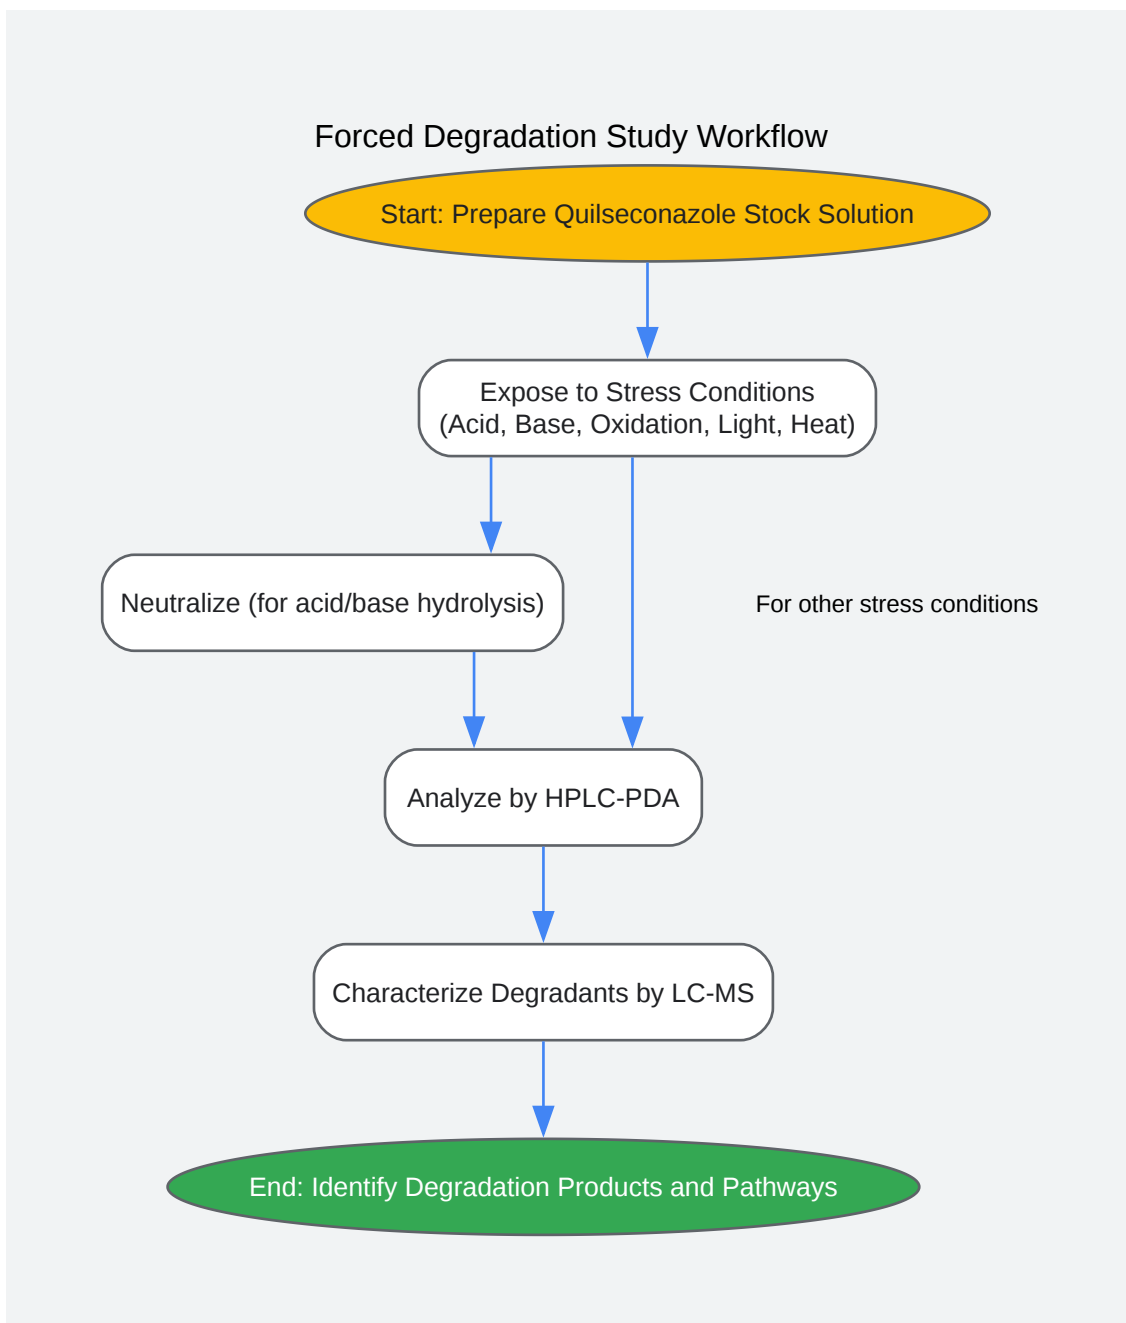 Forced Degradation Study Workflow
Start: Prepare Quilseconazole Stock Solution
Expose to Stress Conditions
(Acid, Base, Oxidation, Light, Heat)
Neutralize (for acid/base hydrolysis)
For other stress conditions
Analyze by HPLC-PDA
Characterize Degradants by LC-MS
End: Identify Degradation Products and Pathways